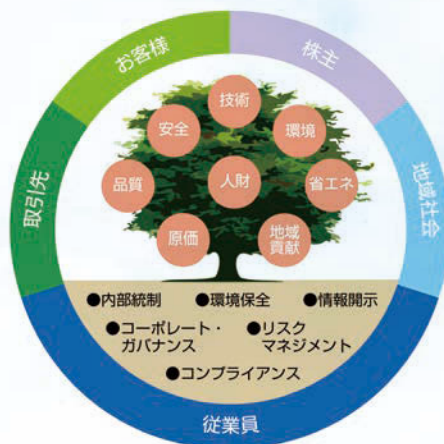 お客様
株主
取引先
地域社会
技術
安全
環境
品質
人財
省エネ
原価
地域
貢献
●内部統制 ●環境保全 ●情報開示
●コーポレート・
ガバナンス
●リスク
マネジメント
●コンプライアンス
従業員